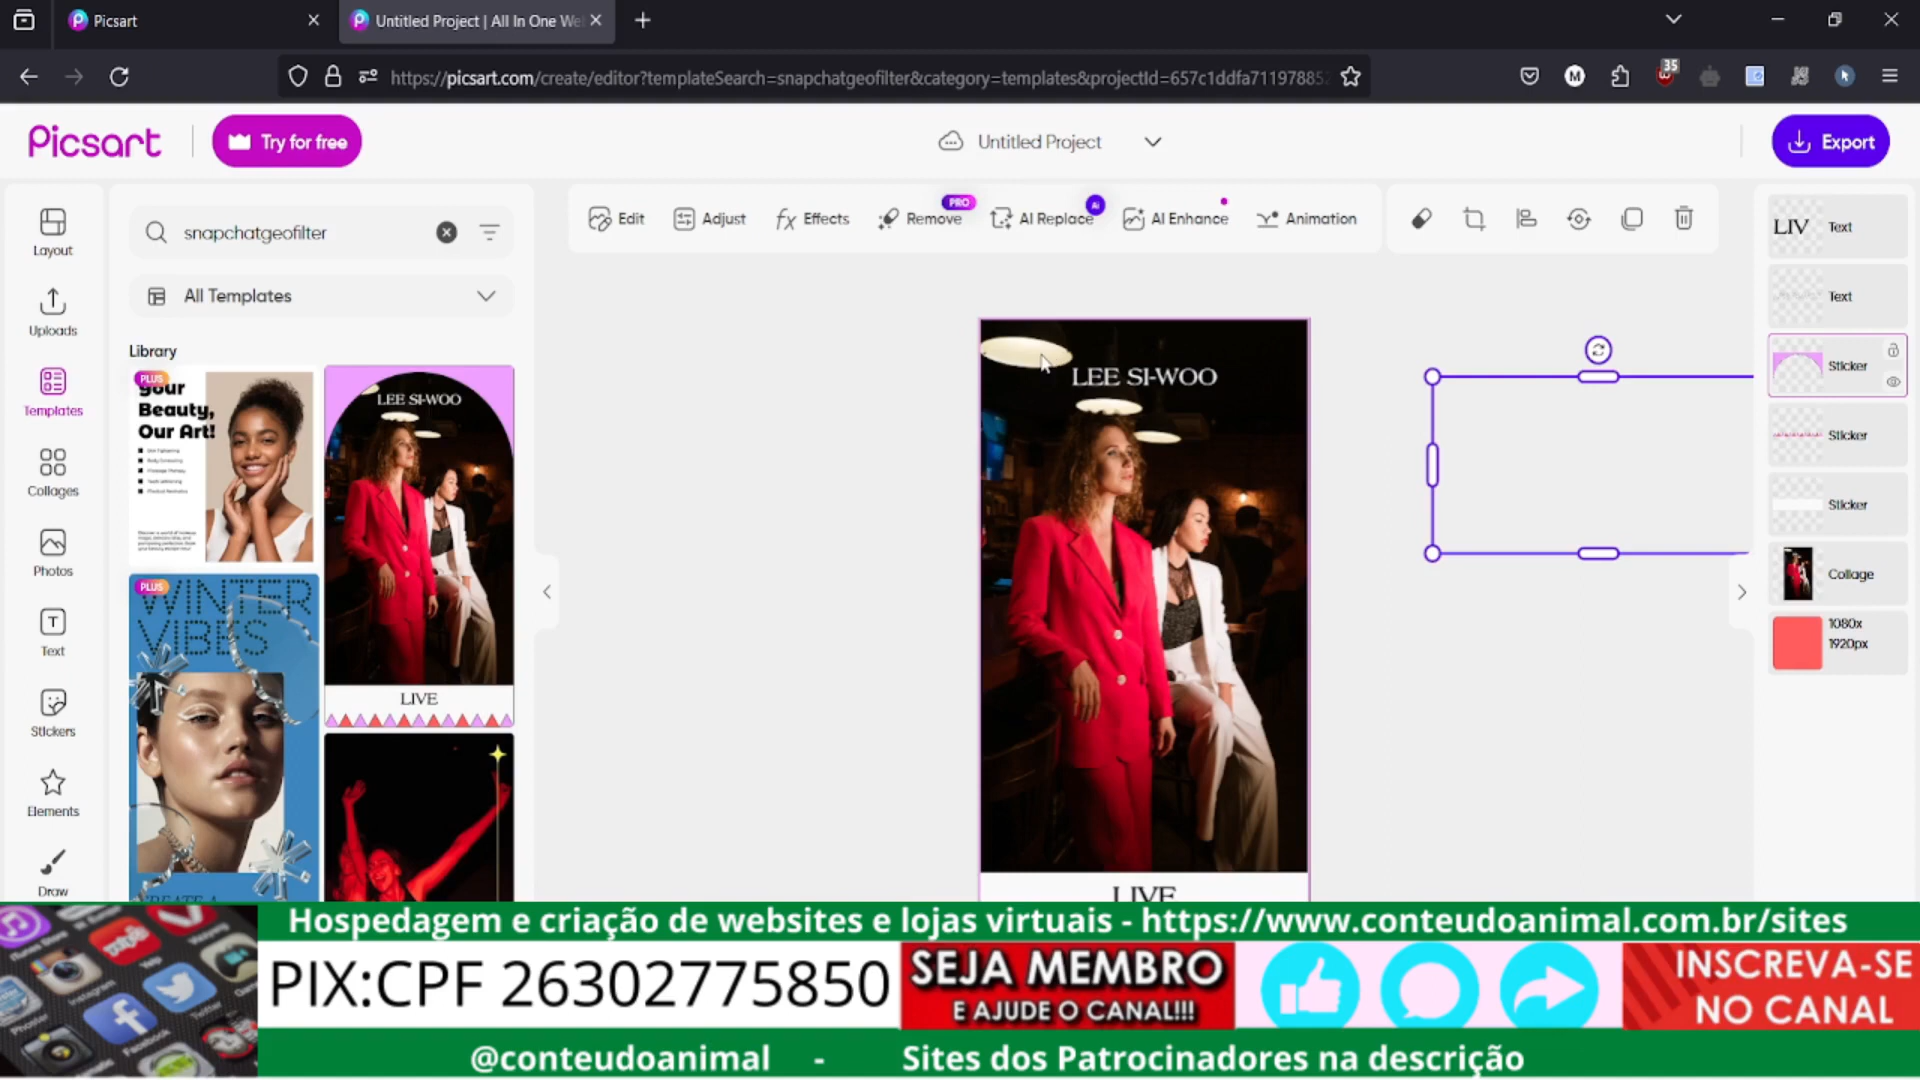 Picsart
Untitled Project | All In One We
https://picsart.com/create/editor?templateSearch=snapchatgeofilter&category=templates&projectId=657c1ddfa71197885
35
Picsart
Try for free
Untitled Project
Export
Layout
Uploads
Templates
Collages
Photos
Text
Stickers
Elements
Draw
snapchatgeofilter
All Templates
Library
PLUS
your
Beauty,
Our Art!
PLUS
WINTER
VIBES
LEE SI-WOO
LIVE
Edit
Adjust
Effects
Remove
PRO
AI Replace
Ai
AI Enhance
Animation
LEE SI-WOO
LIVE
LIV
Text
Text
Sticker
Sticker
Sticker
Collage
1080x
1920px
Hospedagem e criação de websites e lojas virtuais - https://www.conteudoanimal.com.br/sites
PIX:CPF 26302775850
SEJA MEMBRO
E AJUDE O CANAL!!!
INSCREVA-SE
NO CANAL
@conteudoanimal - Sites dos Patrocinadores na descrição